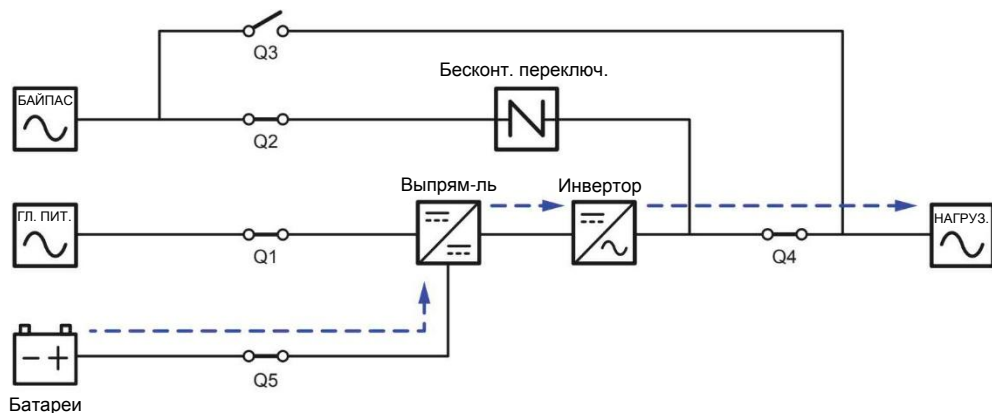 Q3
Бесконт. переключ.
БАЙПАС
Q2
Выпрям-ль
Инвертор
ГЛ. ПИТ.
Q1
Q4
НАГРУЗ.
Q5
Батареи